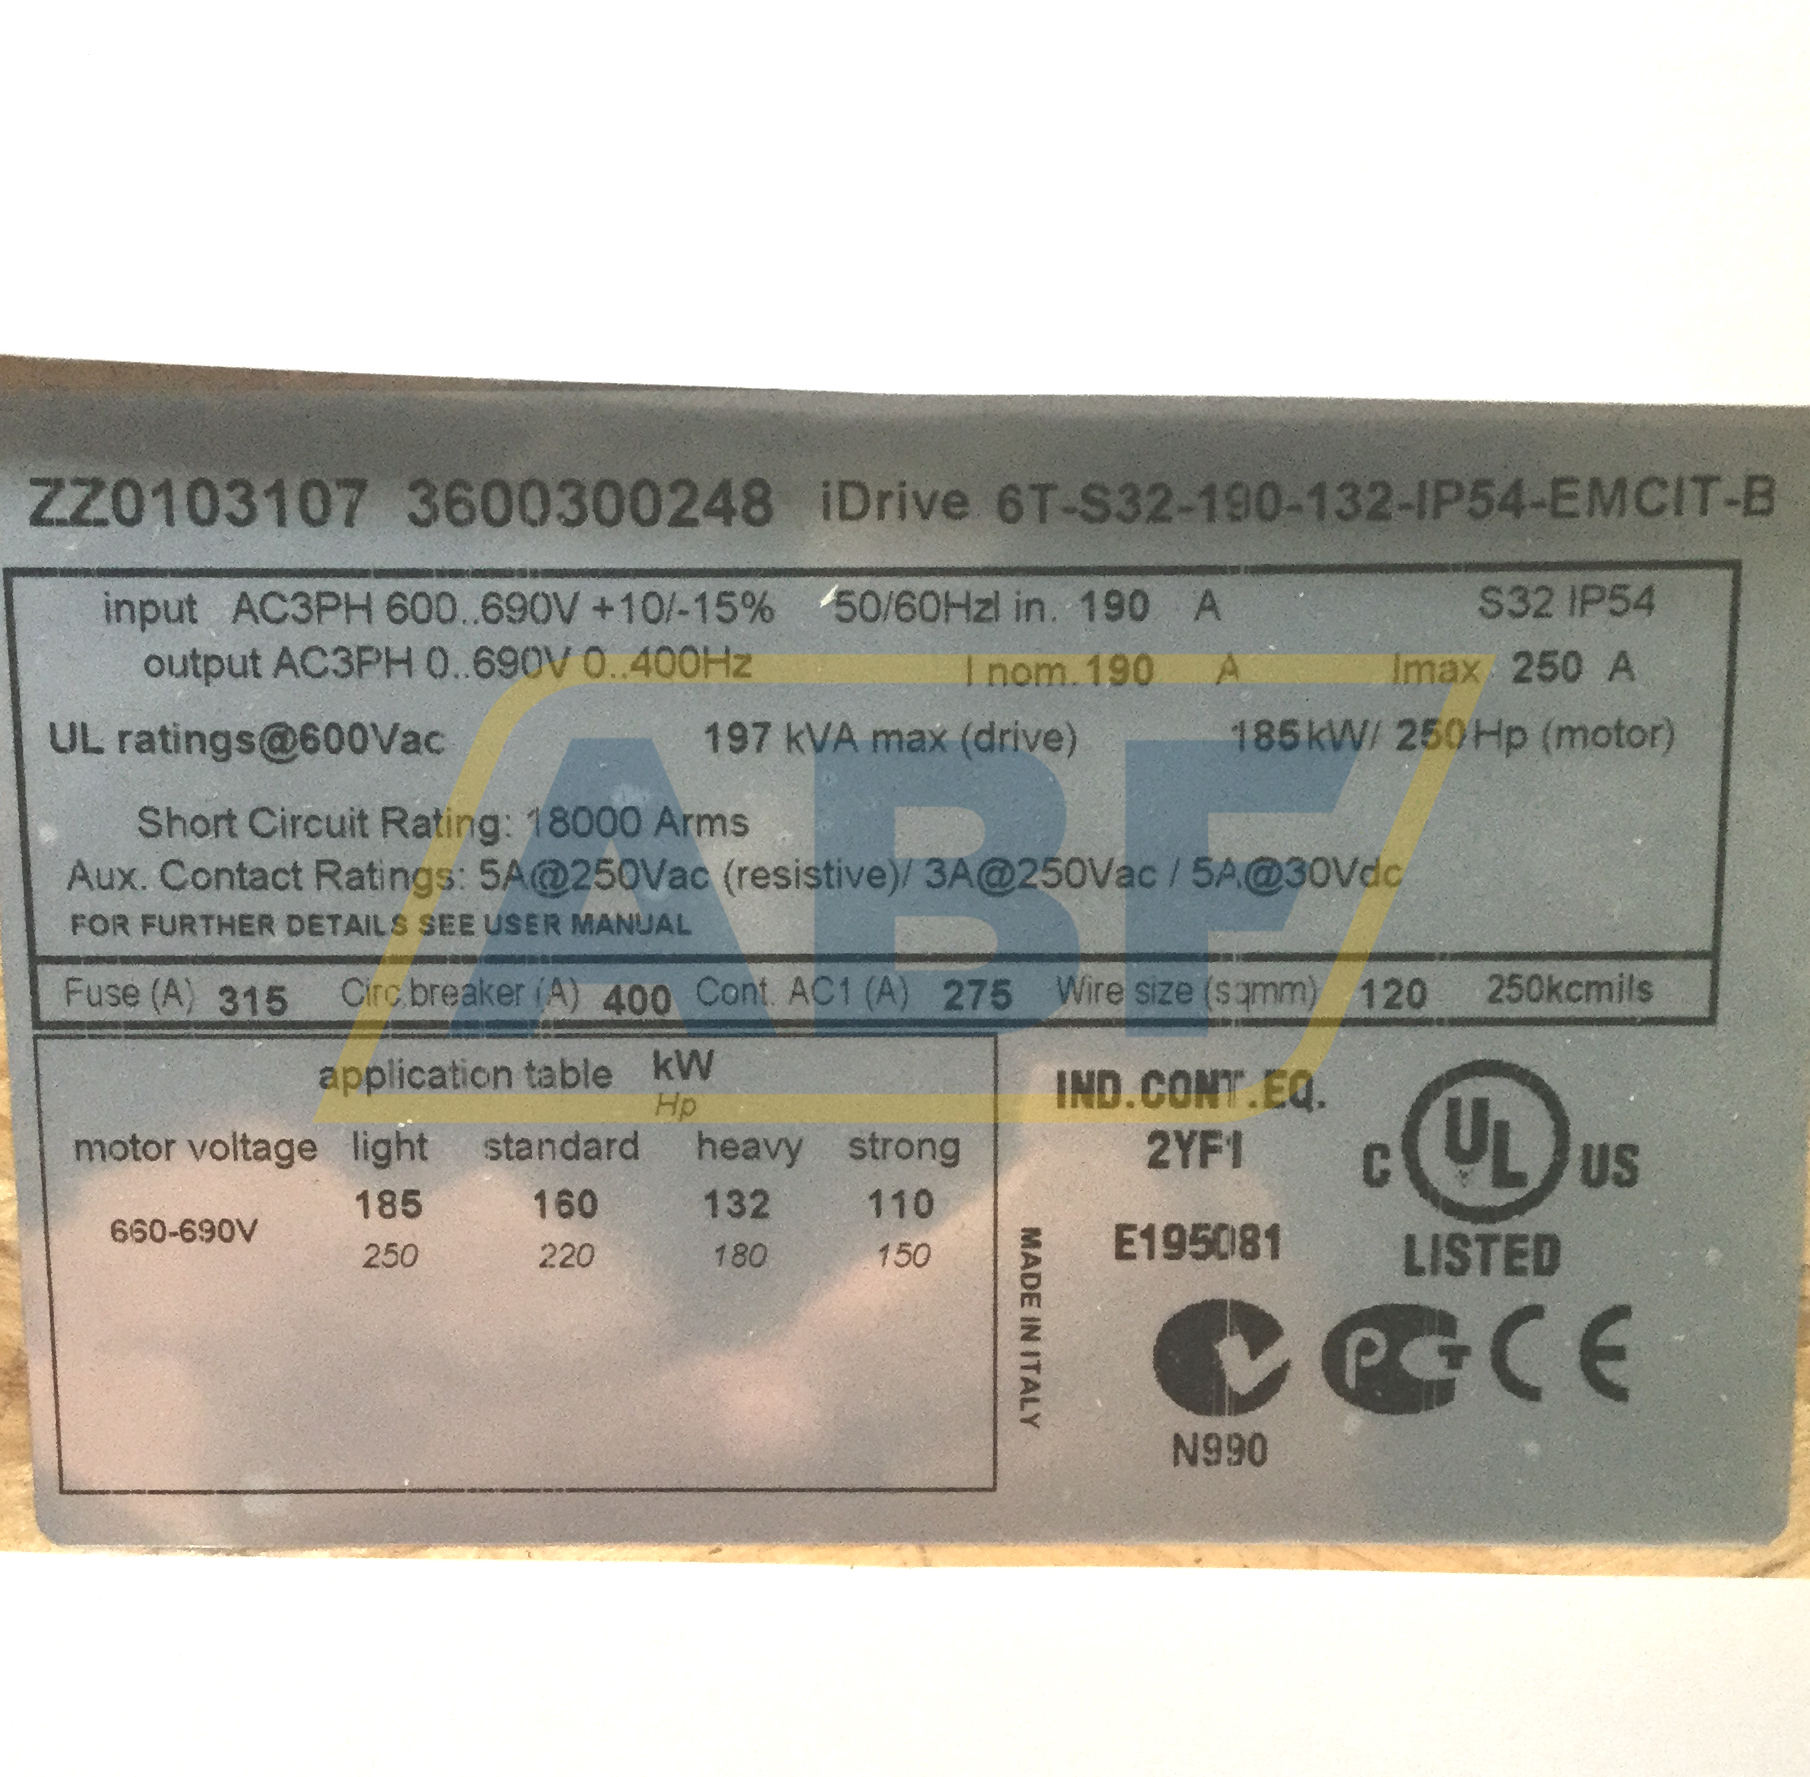 ZZ0103107 3600300248 iDrive 6T-S32-190-132-IP54-EMCIT-B
input AC3PH 600..690V +10/-15% 50/60Hz I in. 190 A S32 IP54
output AC3PH 0..690V 0..400Hz I nom. 190 A Imax 250 A
UL ratings@600Vac 197 kVA max (drive) 185kW/ 250Hp (motor)
Short Circuit Rating: 18000 Arms
Aux. Contact Ratings: 5A@250Vac (resistive)/ 3A@250Vac / 5A@30Vdc
FOR FURTHER DETAILS SEE USER MANUAL
Fuse (A) 315 Circ.breaker (A) 400 Cont. AC1 (A) 275 Wire size (sqmm) 120 250kcmils
application table kW
Hp
motor voltage light standard heavy strong
660-690V 185 160 132 110
250 220 180 150
MADE IN ITALY
IND.CONT.EQ.
2YF1
E195081
C UL US
LISTED
N990
PCT CE
ABF